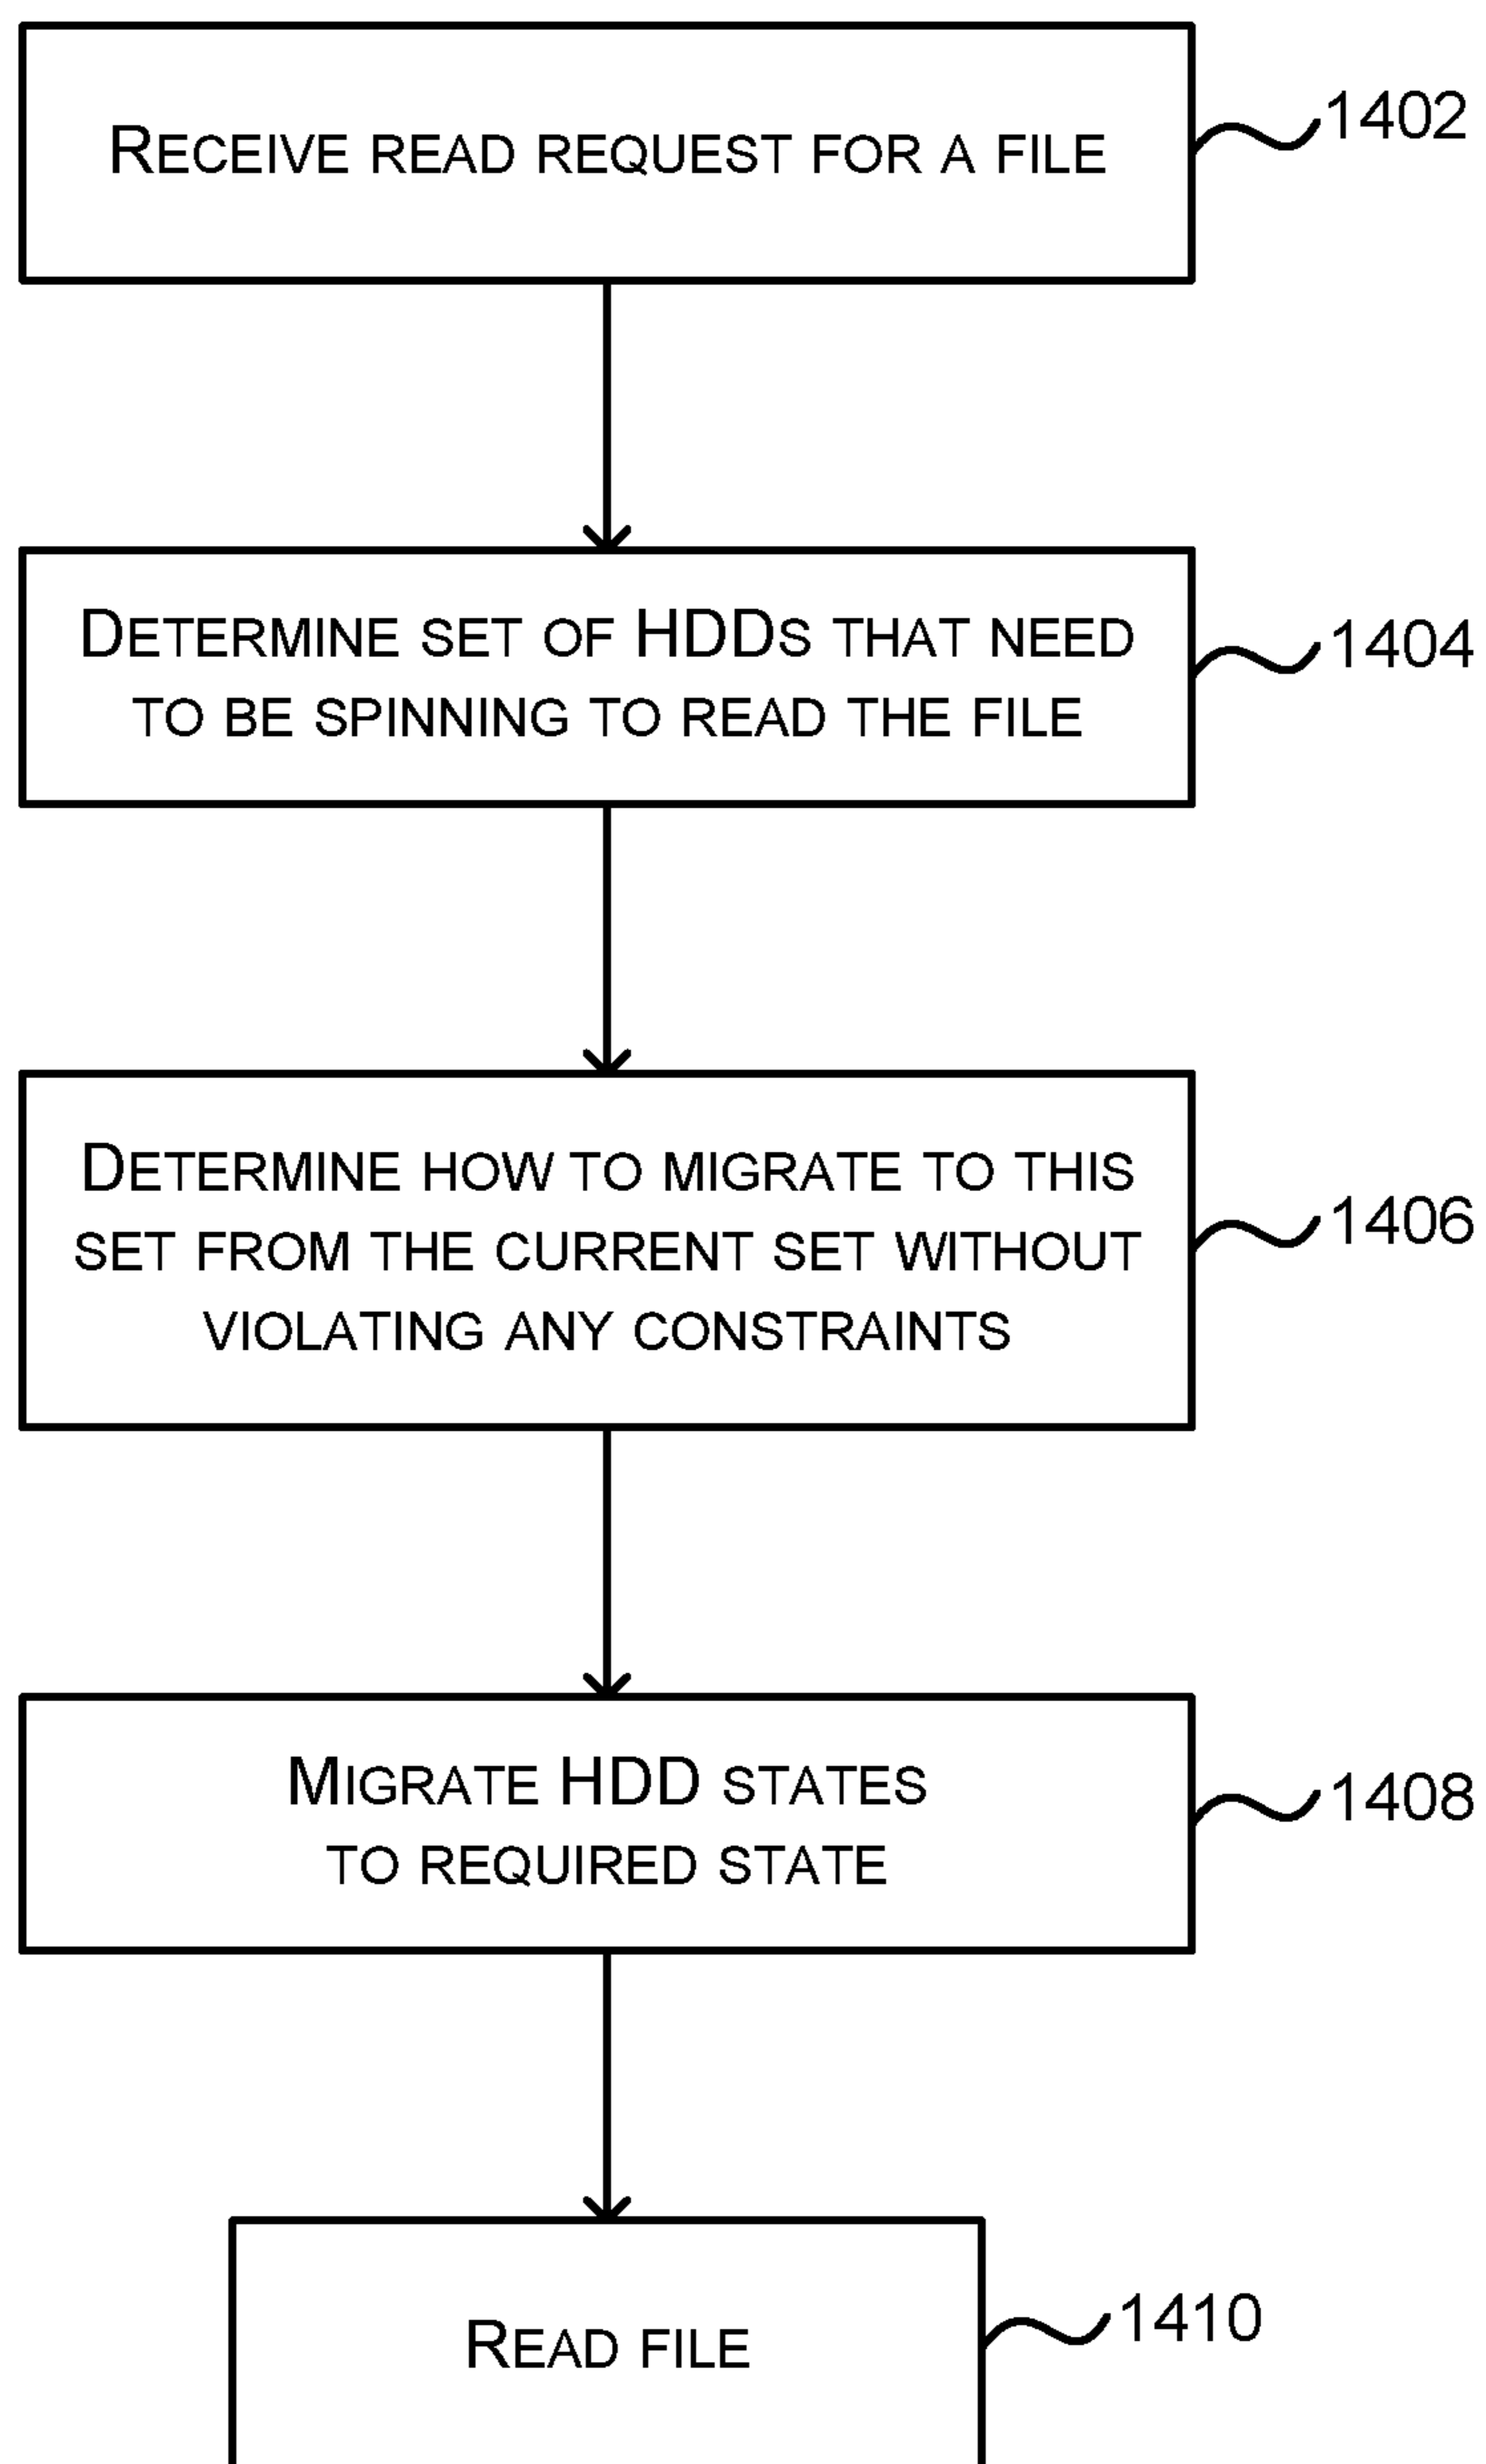 RECEIVE READ REQUEST FOR A FILE
1402
DETERMINE SET OF HDDS THAT NEED
TO BE SPINNING TO READ THE FILE
1404
DETERMINE HOW TO MIGRATE TO THIS
SET FROM THE CURRENT SET WITHOUT
VIOLATING ANY CONSTRAINTS
1406
MIGRATE HDD STATES
TO REQUIRED STATE
1408
READ FILE
1410